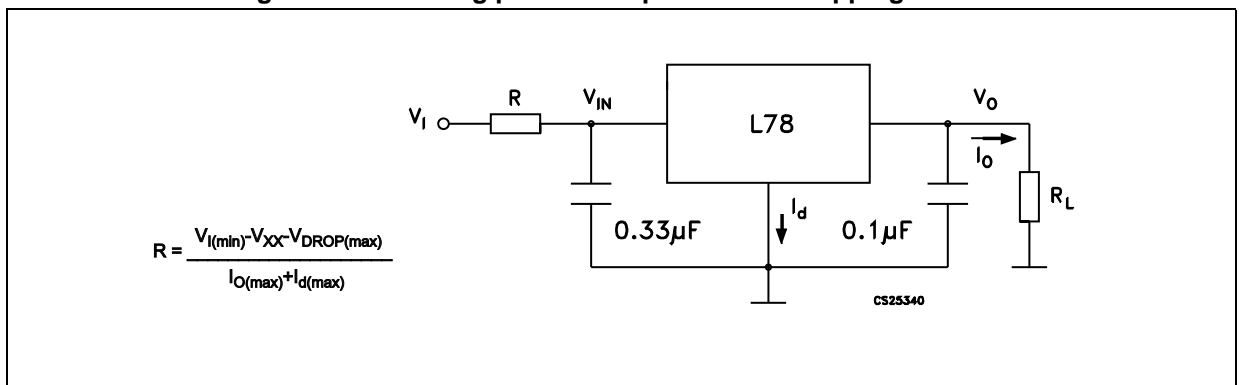 R
V_IN
V_O
V_I
L78
I_O
R_L
I_d
0.33µF
0.1µF
R = V_I(min)-V_XX-V_DROP(max)
I_O(max)+I_d(max)
CS25340